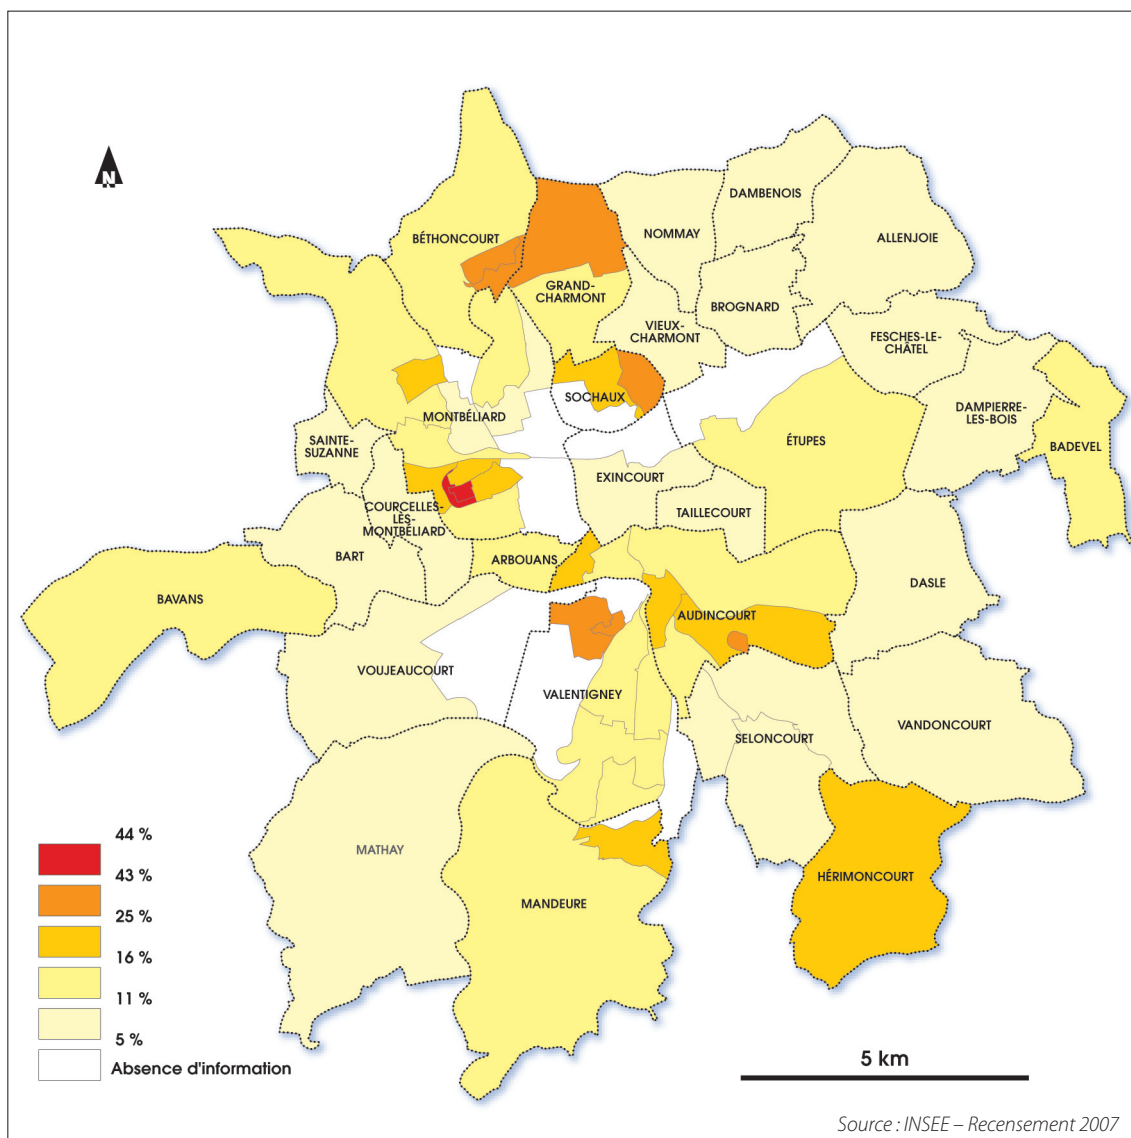 N
DAMBENOIS
NOMMAY
ALLENJOIE
BÉTHONCOURT
GRAND-
CHARMONT
BROGNARD
VIEUX-
CHARMONT
FESCHES-LE-
CHÂTEL
SOCHAUX
MONTBÉLIARD
DAMPIERRE-
LES-BOIS
SAINTE-
SUZANNE
ÉTUPES
BADEVEL
EXINCOURT
TAILLECOURT
COURCELLES-
LÈS-
MONTBÉLIARD
BART
ARBOUANS
DASLE
BAVANS
AUDINCOURT
VOUJEAUCOURT
VALENTIGNEY
VANDONCOURT
SELONCOURT
MATHAY
HÉRIMONCOURT
MANDEURE
44 %
43 %
25 %
16 %
11 %
5 %
Absence d'information
5 km
Source : INSEE – Recensement 2007